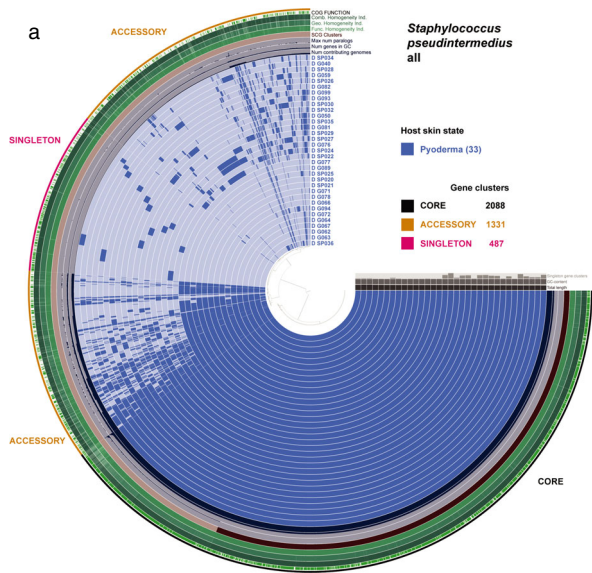 a
ACCESSORY
SINGLETON
ACCESSORY
CORE
COG FUNCTION
Comb. Homogeneity Ind.
Geo. Homogeneity Ind.
Func. Homogeneity Ind.
SCG Clusters
Max num paralogs
Num genes in GC
Num contributing genomes
D SP034
D G040
D SP028
D G059
D SP026
D G082
D G099
D G093
D SP030
D SP032
D G050
D SP035
D G081
D SP029
D SP027
D G076
D SP024
D SP022
D G077
D G089
D SP025
D SP020
D SP021
D G071
D G078
D G088
D G094
D G072
D G064
D G087
D G062
D G063
D SP036
Singleton gene clusters
GC content
Total length
Staphylococcus
pseudintermedius
all
Host skin state
Pyoderma (33)
Gene clusters
CORE 2088
ACCESSORY 1331
SINGLETON 487